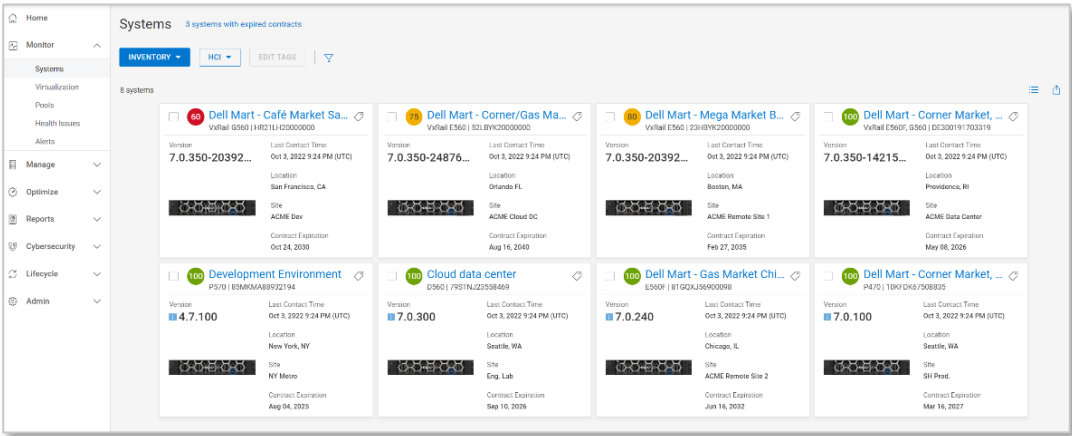 Home
Monitor
Systems
Virtualization
Pools
Health Issues
Alerts
Manage
Optimize
Reports
Cybersecurity
Lifecycle
Admin
Systems 3 systems with expired contracts
INVENTORY HCI EDIT TAGS
8 systems
60 Dell Mart - Café Market Sa...
VxRail G560 | HR21LH20000000
Version Last Contact Time
7.0.350-20392... Oct 3, 2022 9:24 PM (UTC)
Location
San Francisco, CA
Site
ACME Dev
Contract Expiration
Oct 24, 2030
75 Dell Mart - Corner/Gas Ma...
VxRail E560 | 52LBYK20000000
Version Last Contact Time
7.0.350-24876... Oct 3, 2022 9:24 PM (UTC)
Location
Orlando FL
Site
ACME Cloud DC
Contract Expiration
Aug 16, 2040
80 Dell Mart - Mega Market B...
VxRail E560 | 23HBYK20000000
Version Last Contact Time
7.0.350-20392... Oct 3, 2022 9:24 PM (UTC)
Location
Boston, MA
Site
ACME Remote Site 1
Contract Expiration
Feb 27, 2035
100 Dell Mart - Corner Market, ...
VxRail E560F, G560 | DE300191703319
Version Last Contact Time
7.0.350-14215... Oct 3, 2022 9:24 PM (UTC)
Location
Providence, RI
Site
ACME Data Center
Contract Expiration
May 08, 2026
100 Development Environment
P570 | 85MKMA88932194
Version Last Contact Time
4.7.100 Oct 3, 2022 9:24 PM (UTC)
Location
New York, NY
Site
NY Metro
Contract Expiration
Aug 04, 2025
100 Cloud data center
D560 | 79S1NJ23558469
Version Last Contact Time
7.0.300 Oct 3, 2022 9:24 PM (UTC)
Location
Seattle, WA
Site
Eng. Lab
Contract Expiration
Sep 10, 2026
100 Dell Mart - Gas Market Chi...
E560F | 81GQXJ56900098
Version Last Contact Time
7.0.240 Oct 3, 2022 9:24 PM (UTC)
Location
Chicago, IL
Site
ACME Remote Site 2
Contract Expiration
Jun 16, 2032
100 Dell Mart - Corner Market, ...
P470 | 10KFDK67508835
Version Last Contact Time
7.0.100 Oct 3, 2022 9:24 PM (UTC)
Location
Seattle, WA
Site
SH Prod.
Contract Expiration
Mar 16, 2027